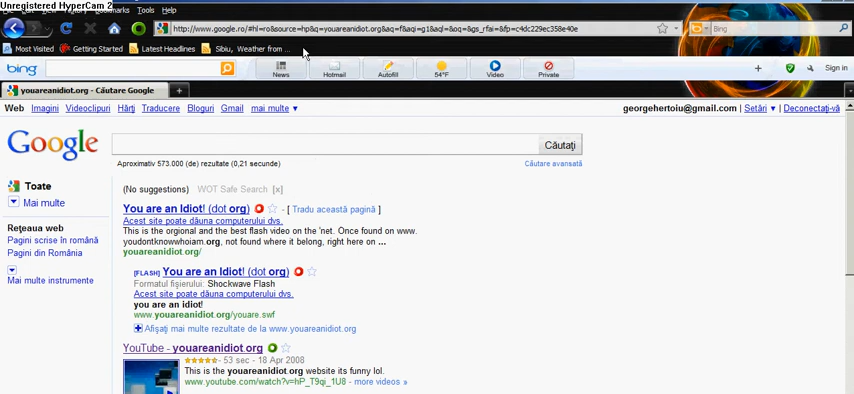 Unregistered HyperCam 2
Bookmarks Tools Help
http://www.google.ro/#hl=ro&source=hp&q=youareanidiot.org&aq=f&aqi=g1&aql=&oq=&gs_rfai=&fp=c4dc229ec358e40e
Most Visited Getting Started Latest Headlines Sibiu, Weather from ...
bing News Hotmail Autofill 54°F Video Private Sign in
youareanidiot.org - Căutare Google
Web Imagini Videoclipuri Hărţi Traducere Bloguri Gmail mai multe ▼ georgehertoiu@gmail.com | Setări ▼ | Deconectaţi-vă
Google Căutaţi
Aproximativ 573.000 (de) rezultate (0,21 secunde) Căutare avansată
Toate
Mai multe
Reţeaua web
Pagini scrise în română
Pagini din România
Mai multe instrumente
(No suggestions) WOT Safe Search [x]
You are an Idiot! (dot org) - [ Tradu această pagină ]
Acest site poate dăuna computerului dvs.
This is the orgional and the best flash video on the 'net. Once found on www.
youdontknowwhoiam.org, not found where it belong, right here on ...
youareanidiot.org/
[FLASH] You are an Idiot! (dot org)
Formatul fişierului: Shockwave Flash
Acest site poate dăuna computerului dvs.
you are an idiot!
www.youareanidiot.org/youare.swf
Afişaţi mai multe rezultate de la www.youareanidiot.org
YouTube - youareanidiot.org
53 sec - 18 Apr 2008
This is the youareanidiot.org website its funny lol.
www.youtube.com/watch?v=hP_T9qi_1U8 - more videos »